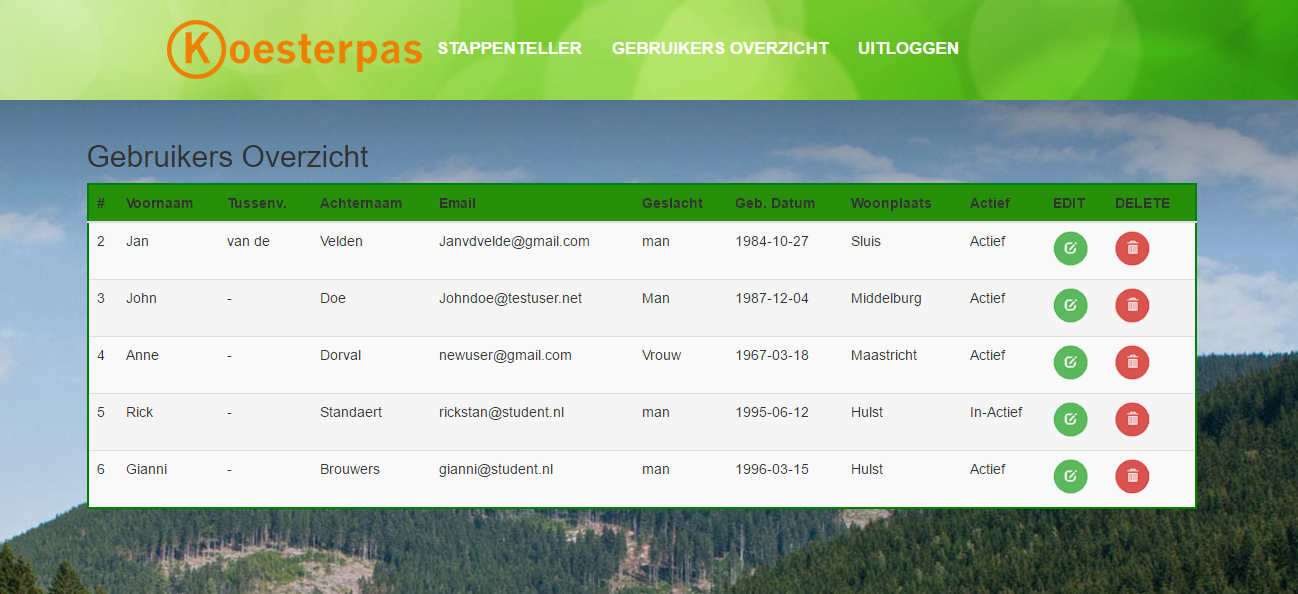 Koesterpas STAPPENTELLER GEBRUIKERS OVERZICHT UITLOGGEN
Gebruikers Overzicht
# Voornaam Tussenv. Achternaam Email Geslacht Geb. Datum Woonplaats Actief EDIT DELETE
2 Jan van de Velden Janvdvelde@gmail.com man 1984-10-27 Sluis Actief
3 John - Doe Johndoe@testuser.net Man 1987-12-04 Middelburg Actief
4 Anne - Dorval newuser@gmail.com Vrouw 1967-03-18 Maastricht Actief
5 Rick - Standaert rickstan@student.nl man 1995-06-12 Hulst In-Actief
6 Gianni - Brouwers gianni@student.nl man 1996-03-15 Hulst Actief